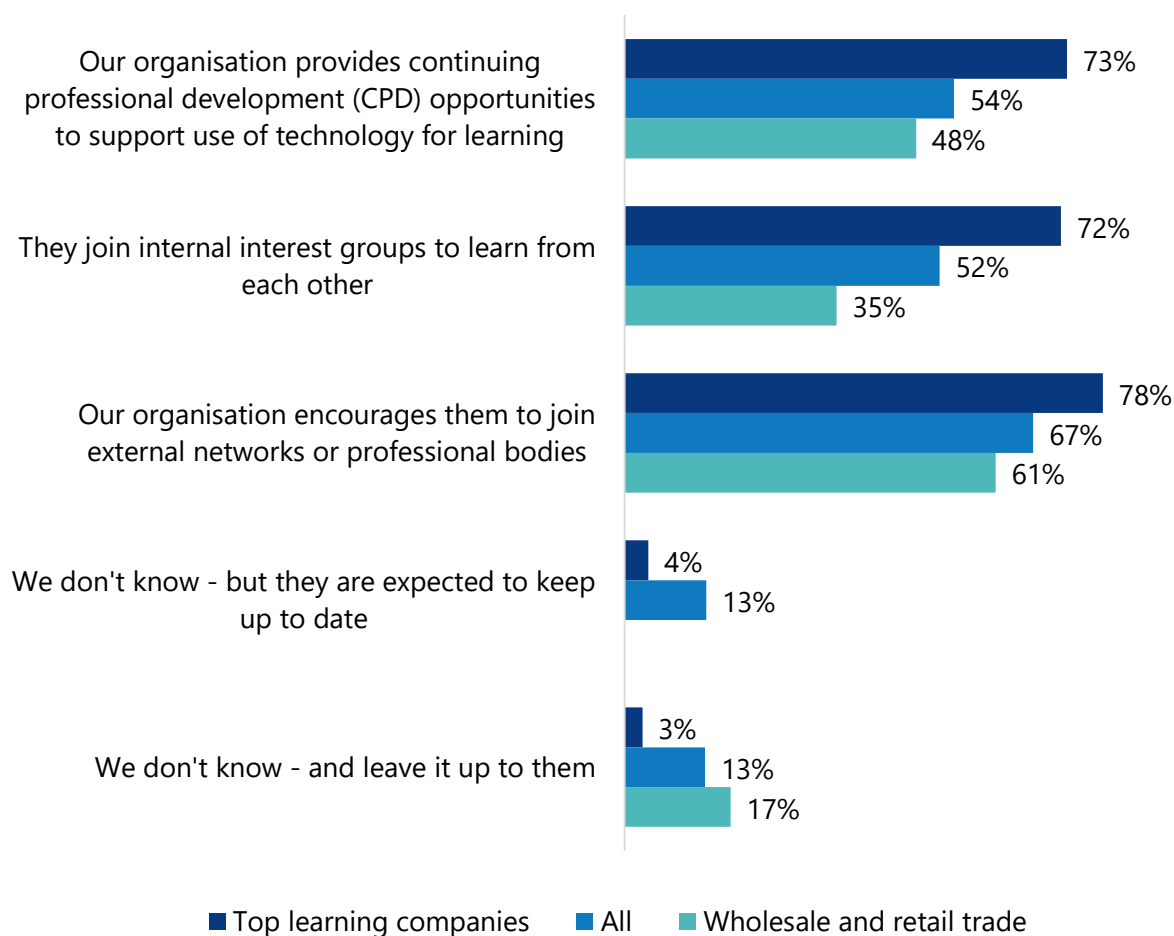 Our organisation provides continuing
professional development (CPD) opportunities
to support use of technology for learning
73%
54%
48%
They join internal interest groups to learn from
each other
72%
52%
35%
Our organisation encourages them to join
external networks or professional bodies
78%
67%
61%
We don't know - but they are expected to keep
up to date
4%
13%
We don't know - and leave it up to them
3%
13%
17%
Top learning companies All Wholesale and retail trade